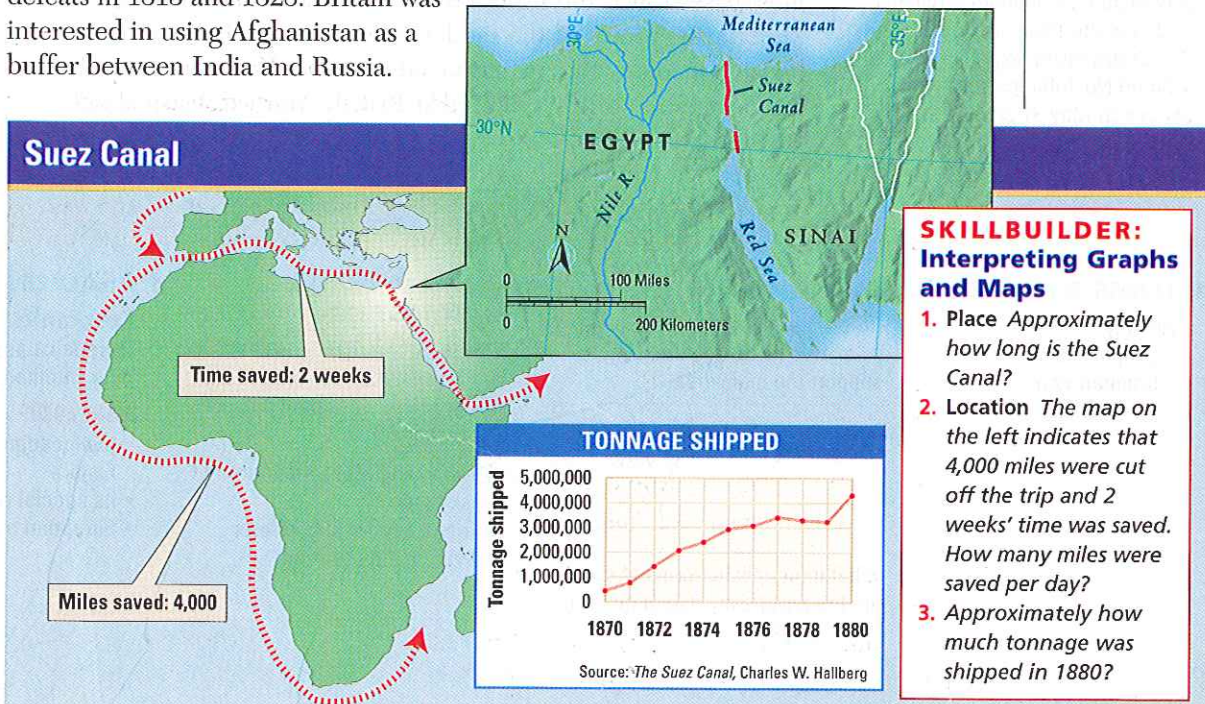 interested in using Afghanistan as a
buffer between India and Russia.
Suez Canal
30°E
Mediterranean
Sea
35°E
Suez
Canal
30°N
EGYPT
Nile R.
Red Sea
SINAI
N
0
100 Miles
0
200 Kilometers
Time saved: 2 weeks
Miles saved: 4,000
TONNAGE SHIPPED
Tonnage shipped
5,000,000
4,000,000
3,000,000
2,000,000
1,000,000
0
1870 1872 1874 1876 1878 1880
Source: The Suez Canal, Charles W. Hallberg
SKILLBUILDER:
Interpreting Graphs
and Maps
1. Place Approximately
how long is the Suez
Canal?
2. Location The map on
the left indicates that
4,000 miles were cut
off the trip and 2
weeks' time was saved.
How many miles were
saved per day?
3. Approximately how
much tonnage was
shipped in 1880?